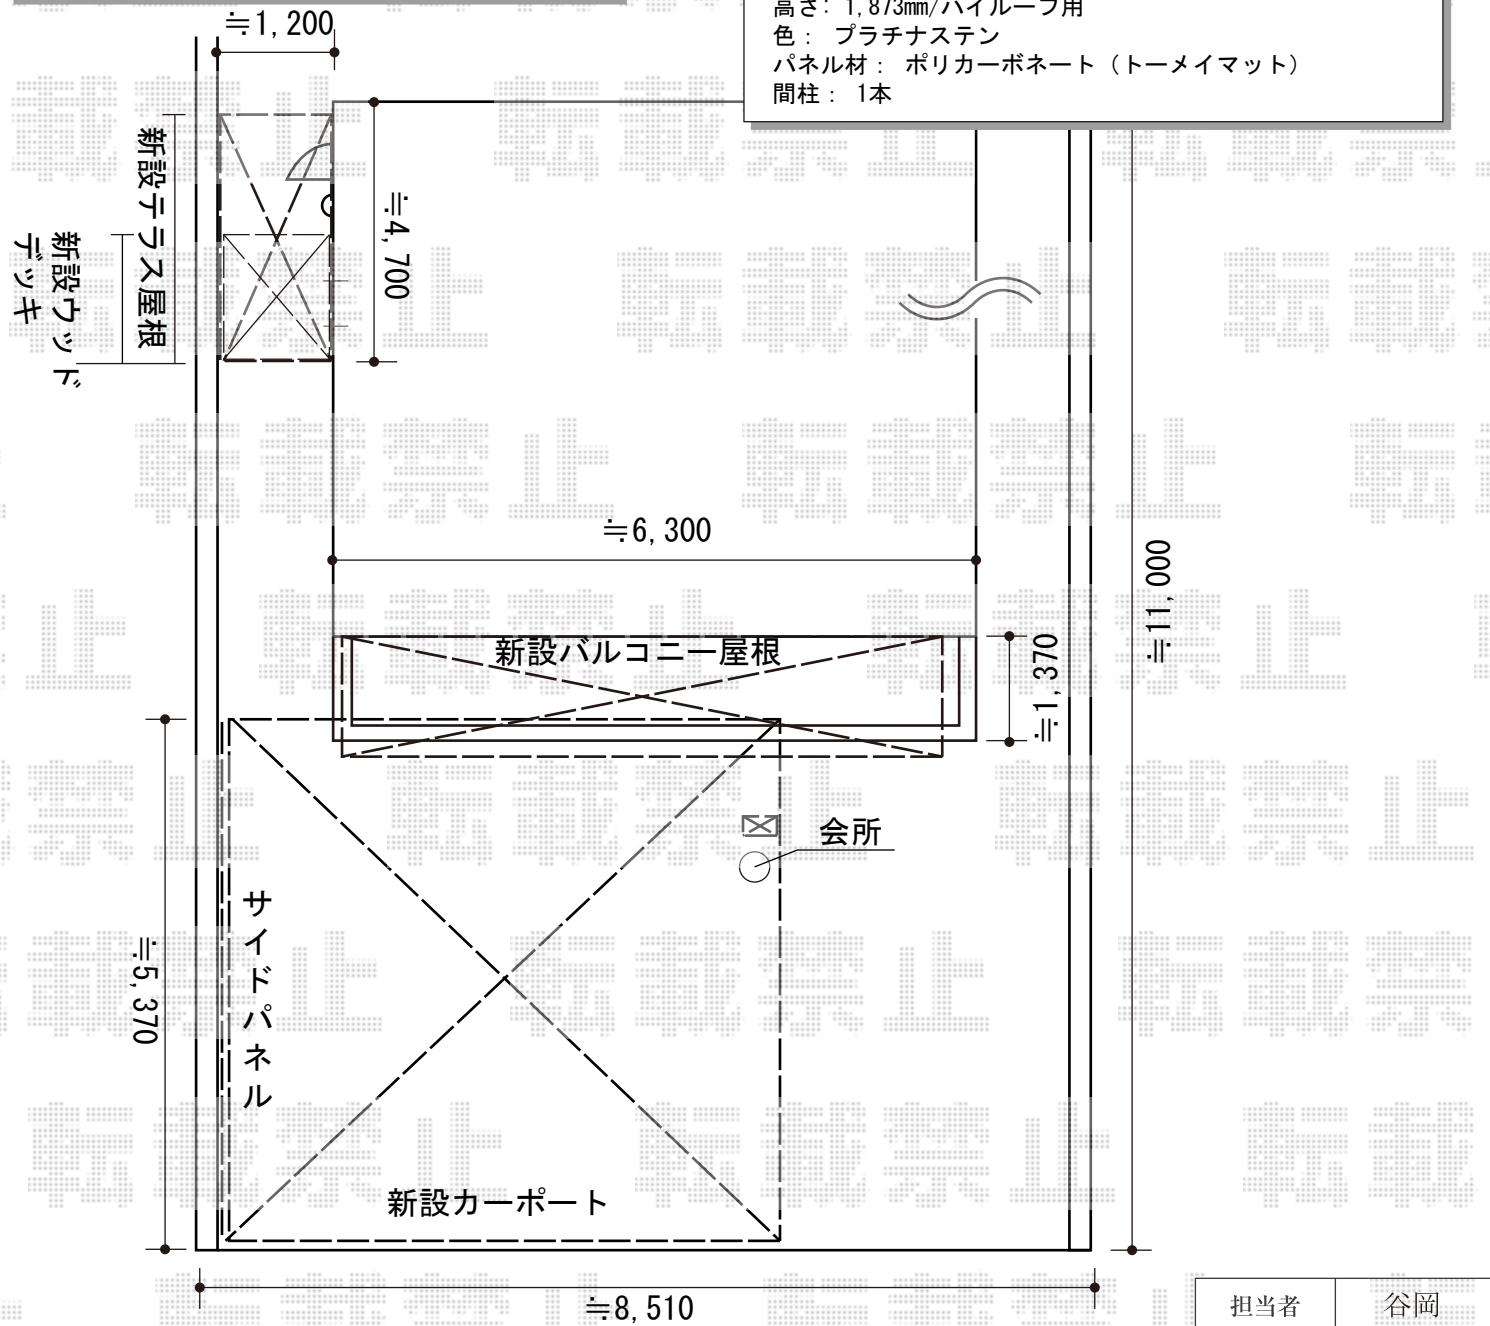 高さ: 1,873mm/ハイルーフ用
色： プラチナステン
パネル材： ポリカーボネート（トーメイマット）
間柱： 1本
≒1,200
新設テラス屋根
新設ウッド
デッキ
≒4,700
≒6,300
≒11,000
新設バルコニー屋根
≒1,370
会所
サイドパネル
≒5,370
新設カーポート
≒8,510
担当者 谷岡
転載禁止